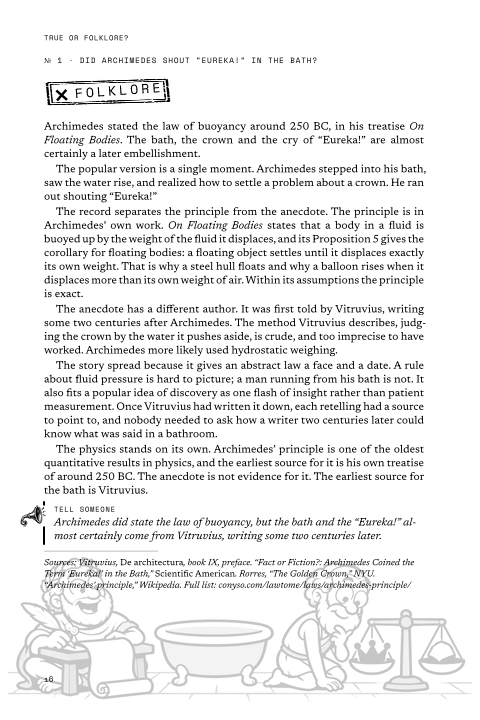 TRUE OR FOLKLORE?
№ 1 · DID ARCHIMEDES SHOUT "EUREKA!" IN THE BATH?
× FOLKLORE
Archimedes stated the law of buoyancy around 250 BC, in his treatise On
Floating Bodies. The bath, the crown and the cry of “Eureka!” are almost
certainly a later embellishment.
The popular version is a single moment. Archimedes stepped into his bath,
saw the water rise, and realized how to settle a problem about a crown. He ran
out shouting “Eureka!”
The record separates the principle from the anecdote. The principle is in
Archimedes’ own work. On Floating Bodies states that a body in a fluid is
buoyed up by the weight of the fluid it displaces, and its Proposition 5 gives the
corollary for floating bodies: a floating object settles until it displaces exactly
its own weight. That is why a steel hull floats and why a balloon rises when it
displaces more than its own weight of air. Within its assumptions the principle
is exact.
The anecdote has a different author. It was first told by Vitruvius, writing
some two centuries after Archimedes. The method Vitruvius describes, judg-
ing the crown by the water it pushes aside, is crude, and too imprecise to have
worked. Archimedes more likely used hydrostatic weighing.
The story spread because it gives an abstract law a face and a date. A rule
about fluid pressure is hard to picture; a man running from his bath is not. It
also fits a popular idea of discovery as one flash of insight rather than patient
measurement. Once Vitruvius had written it down, each retelling had a source
to point to, and nobody needed to ask how a writer two centuries later could
know what was said in a bathroom.
The physics stands on its own. Archimedes’ principle is one of the oldest
quantitative results in physics, and the earliest source for it is his own treatise
of around 250 BC. The anecdote is not evidence for it. The earliest source for
the bath is Vitruvius.
TELL SOMEONE
Archimedes did state the law of buoyancy, but the bath and the “Eureka!” al-
most certainly come from Vitruvius, writing some two centuries later.
Sources: Vitruvius, De architectura, book IX, preface. “Fact or Fiction?: Archimedes Coined the
Term ‘Eureka!’ in the Bath,” Scientific American. Rorres, “The Golden Crown,” NYU.
“Archimedes’ principle,” Wikipedia. Full list: conyso.com/lawtome/laws/archimedes-principle/
16